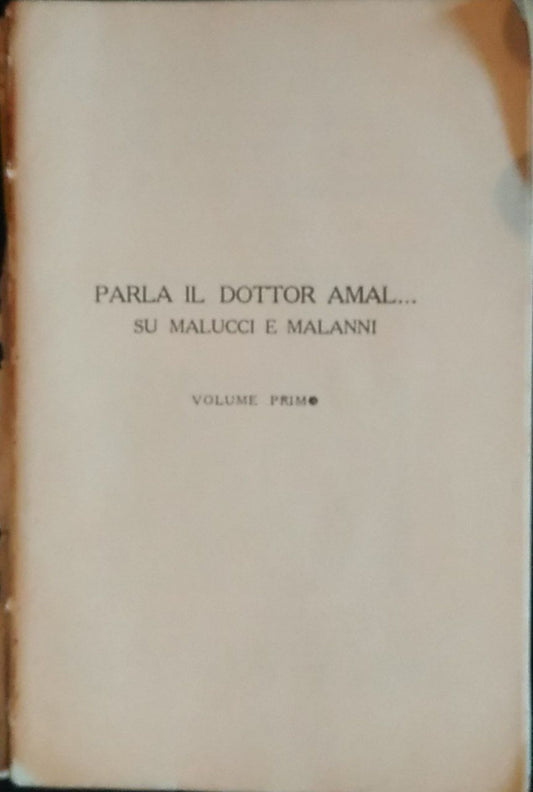 PARLA IL DOTTOR AMAL...
SU MALUCCI E MALANNI
VOLUME PRIMO